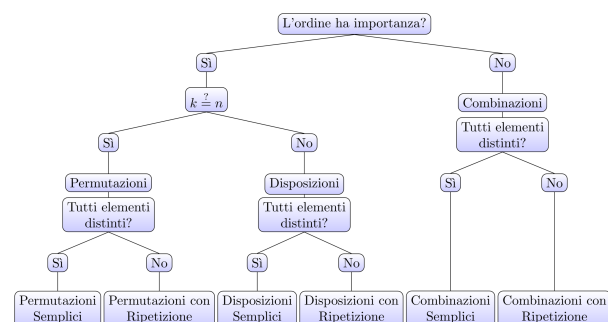 L'ordine ha importanza?
Sì
No
k ?= n
Combinazioni
Tutti elementi
distinti?
Sì
No
Sì
No
Permutazioni
Disposizioni
Tutti elementi
distinti?
Tutti elementi
distinti?
Sì
No
Sì
No
Permutazioni
Semplici
Permutazioni con
Ripetizione
Disposizioni
Semplici
Disposizioni con
Ripetizione
Combinazioni
Semplici
Combinazioni con
Ripetizione